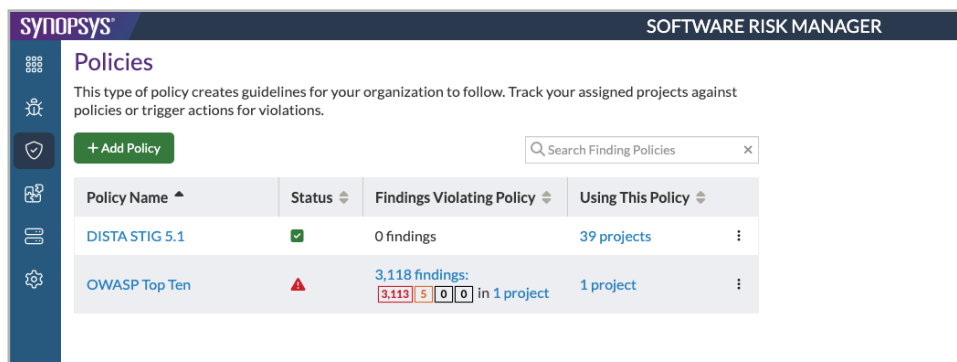 SYNOPSYS®
SOFTWARE RISK MANAGER
Policies
This type of policy creates guidelines for your organization to follow. Track your assigned projects against
policies or trigger actions for violations.
+ Add Policy
Search Finding Policies ×
Policy Name Status Findings Violating Policy Using This Policy
DISTA STIG 5.1 0 findings 39 projects
OWASP Top Ten 3,118 findings: 1 project
3,113 5 0 0 in 1 project